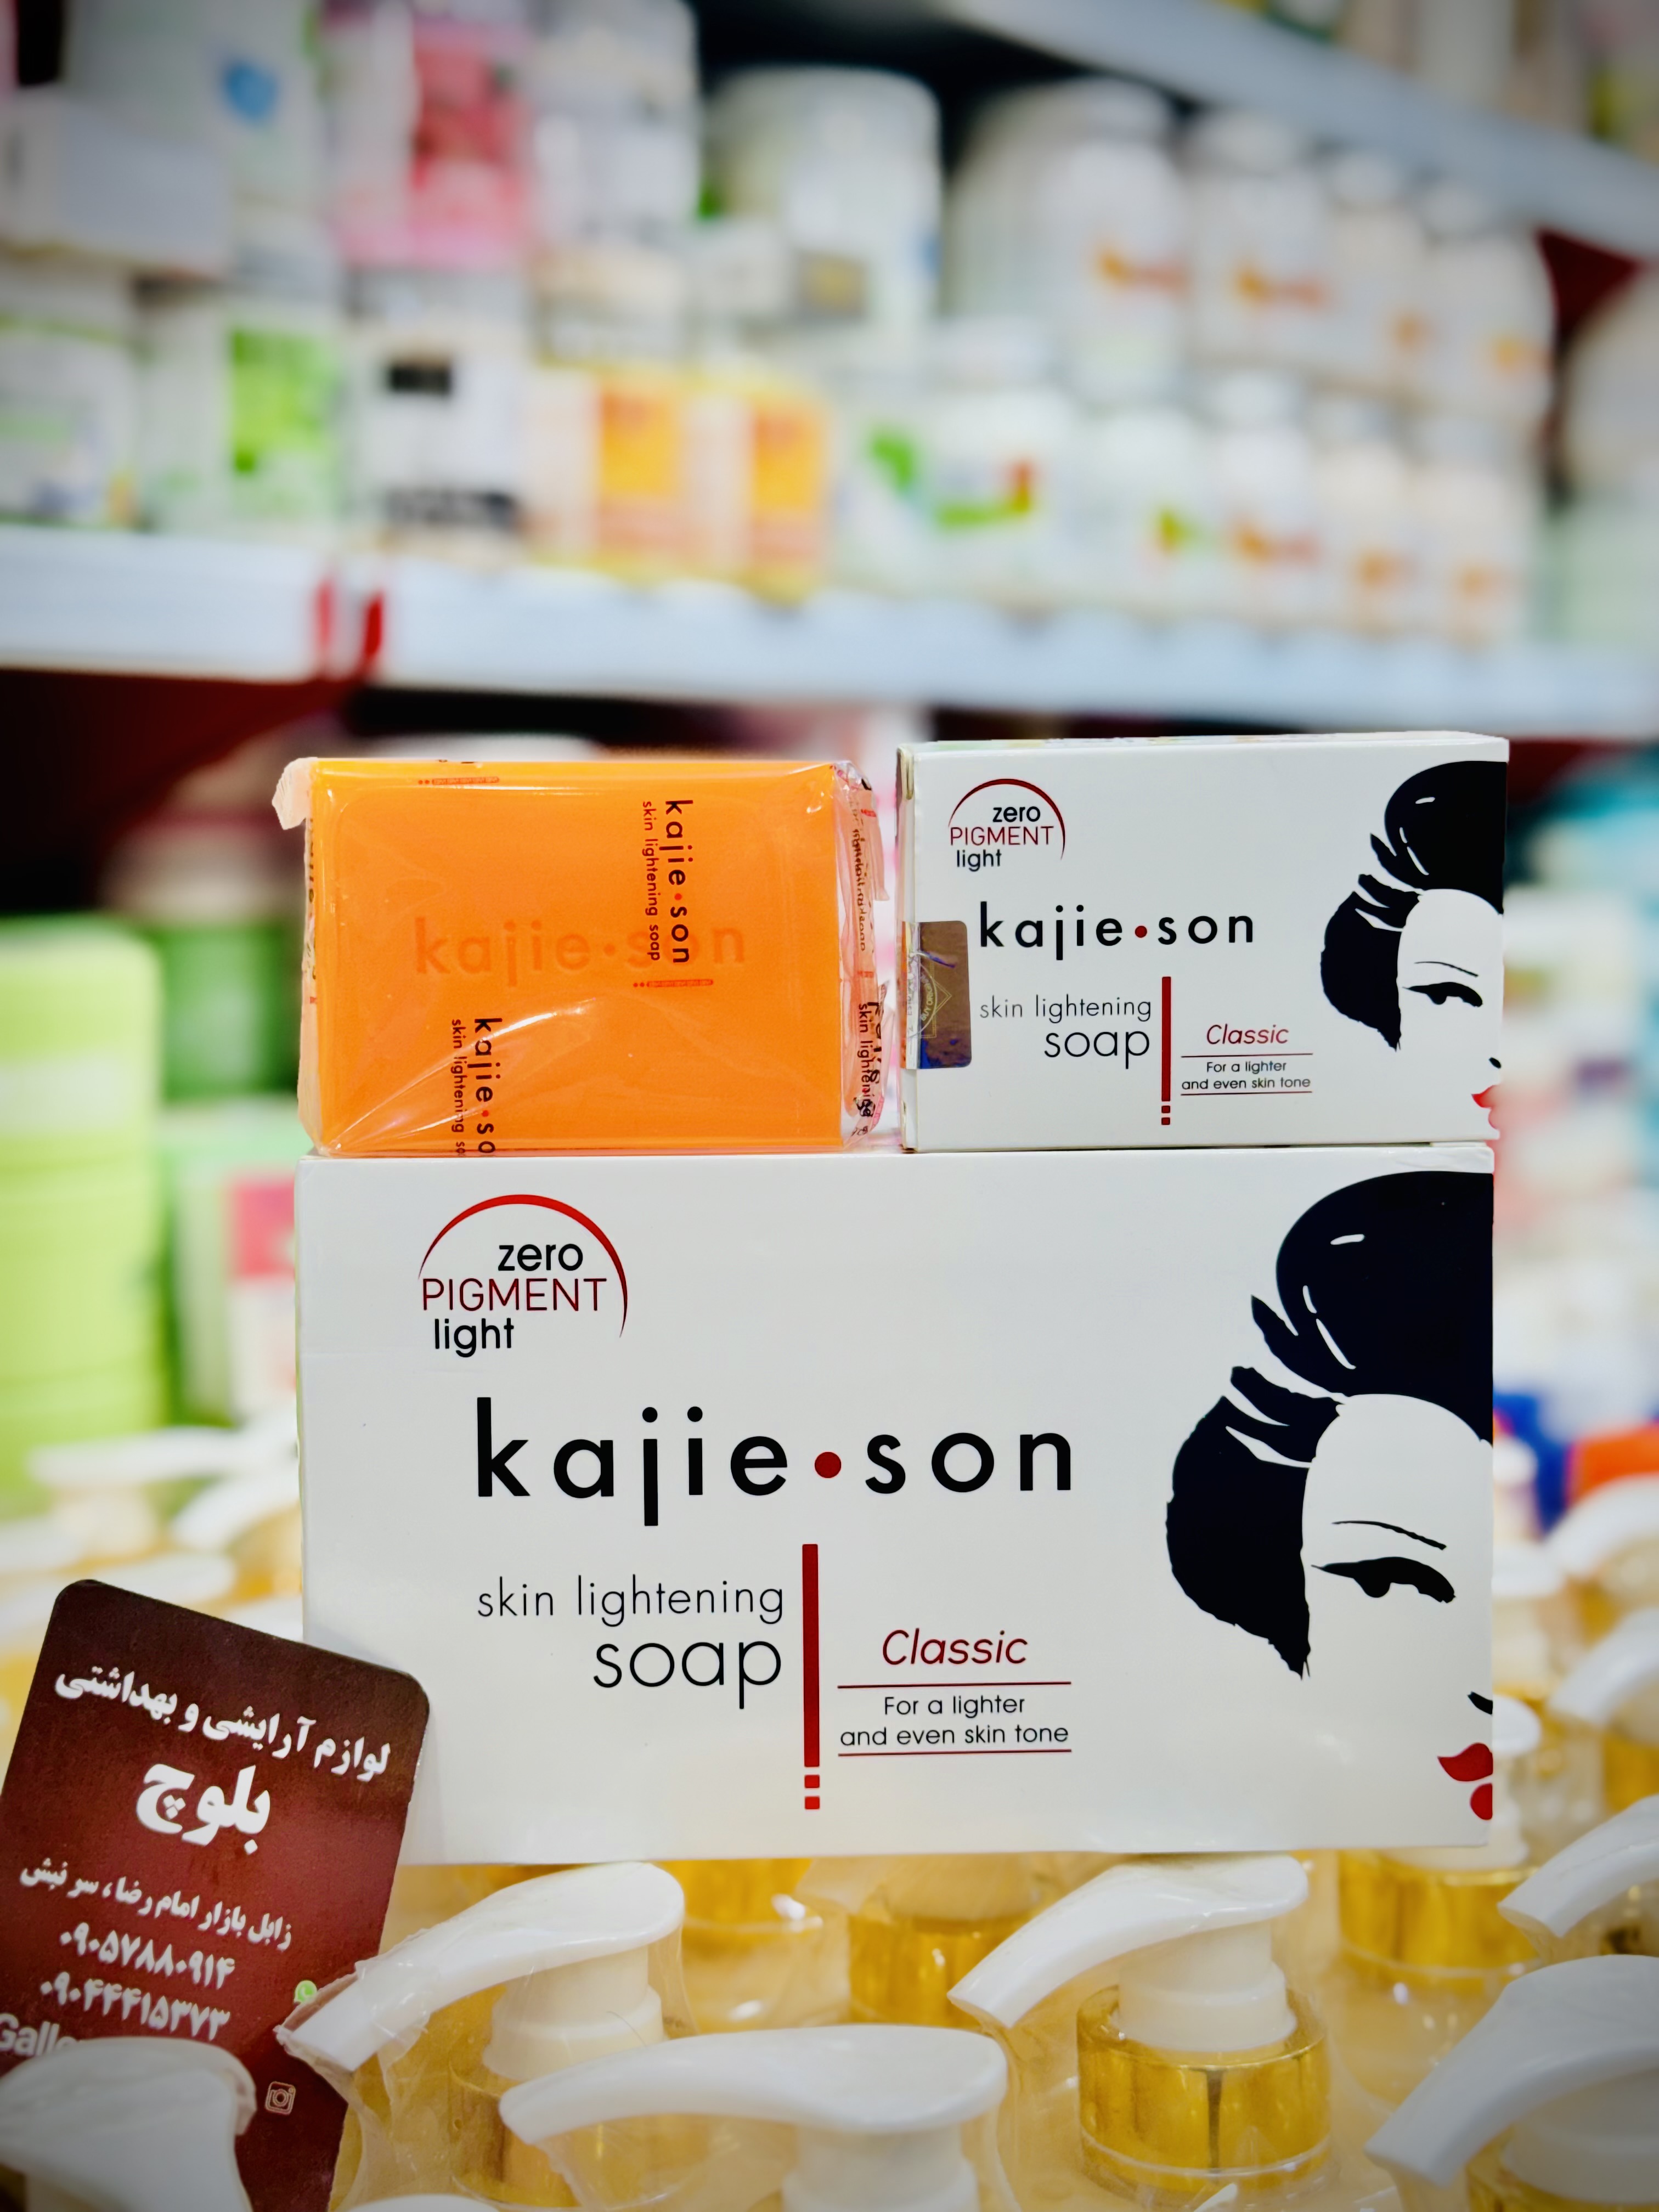 kajie·son
skin lightening soap
kajie·son
kajie·so
skin lightening so
zero
PIGMENT
light
kajie·son
skin lightening
soap
Classic
For a lighter
and even skin tone
zero
PIGMENT
light
kajie·son
skin lightening
soap
Classic
For a lighter
and even skin tone
لوازم آرایشی و بهداشتی
بلوچ
زابل بازار امام رضا، سر نبش
۰۹۰۵۷۸۸۰۹۱۴
۰۹۰۴۴۴۱۵۳۷۳